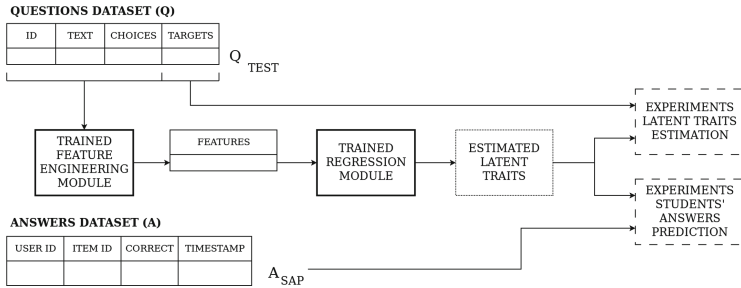 QUESTIONS DATASET (Q)
ID TEXT CHOICES TARGETS
Q TEST
TRAINED
FEATURE
ENGINEERING
MODULE
FEATURES
TRAINED
REGRESSION
MODULE
ESTIMATED
LATENT
TRAITS
EXPERIMENTS
LATENT TRAITS
ESTIMATION
EXPERIMENTS
STUDENTS'
ANSWERS
PREDICTION
ANSWERS DATASET (A)
USER ID ITEM ID CORRECT TIMESTAMP
A SAP